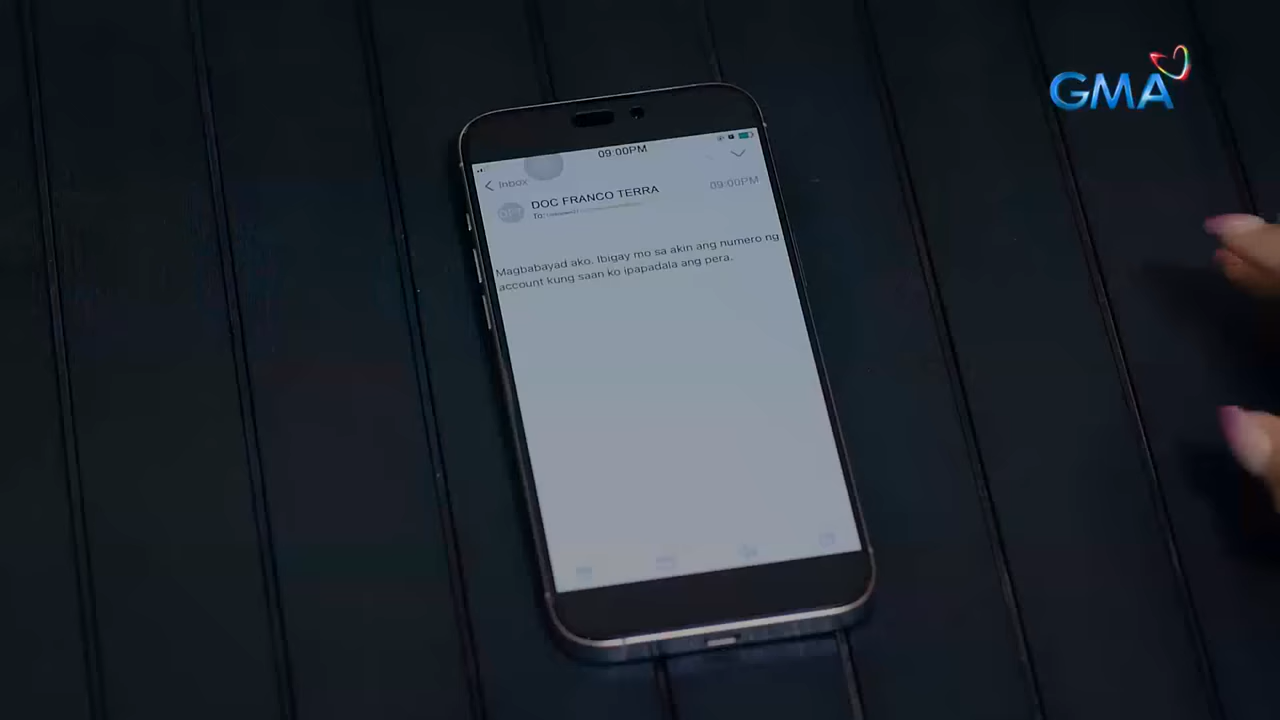 GMA
09:00PM
Inbox
DOC FRANCO TERRA
09:00PM
To:
Magbabayad ako. Ibigay mo sa akin ang numero ng
account kung saan ko ipapadala ang pera.